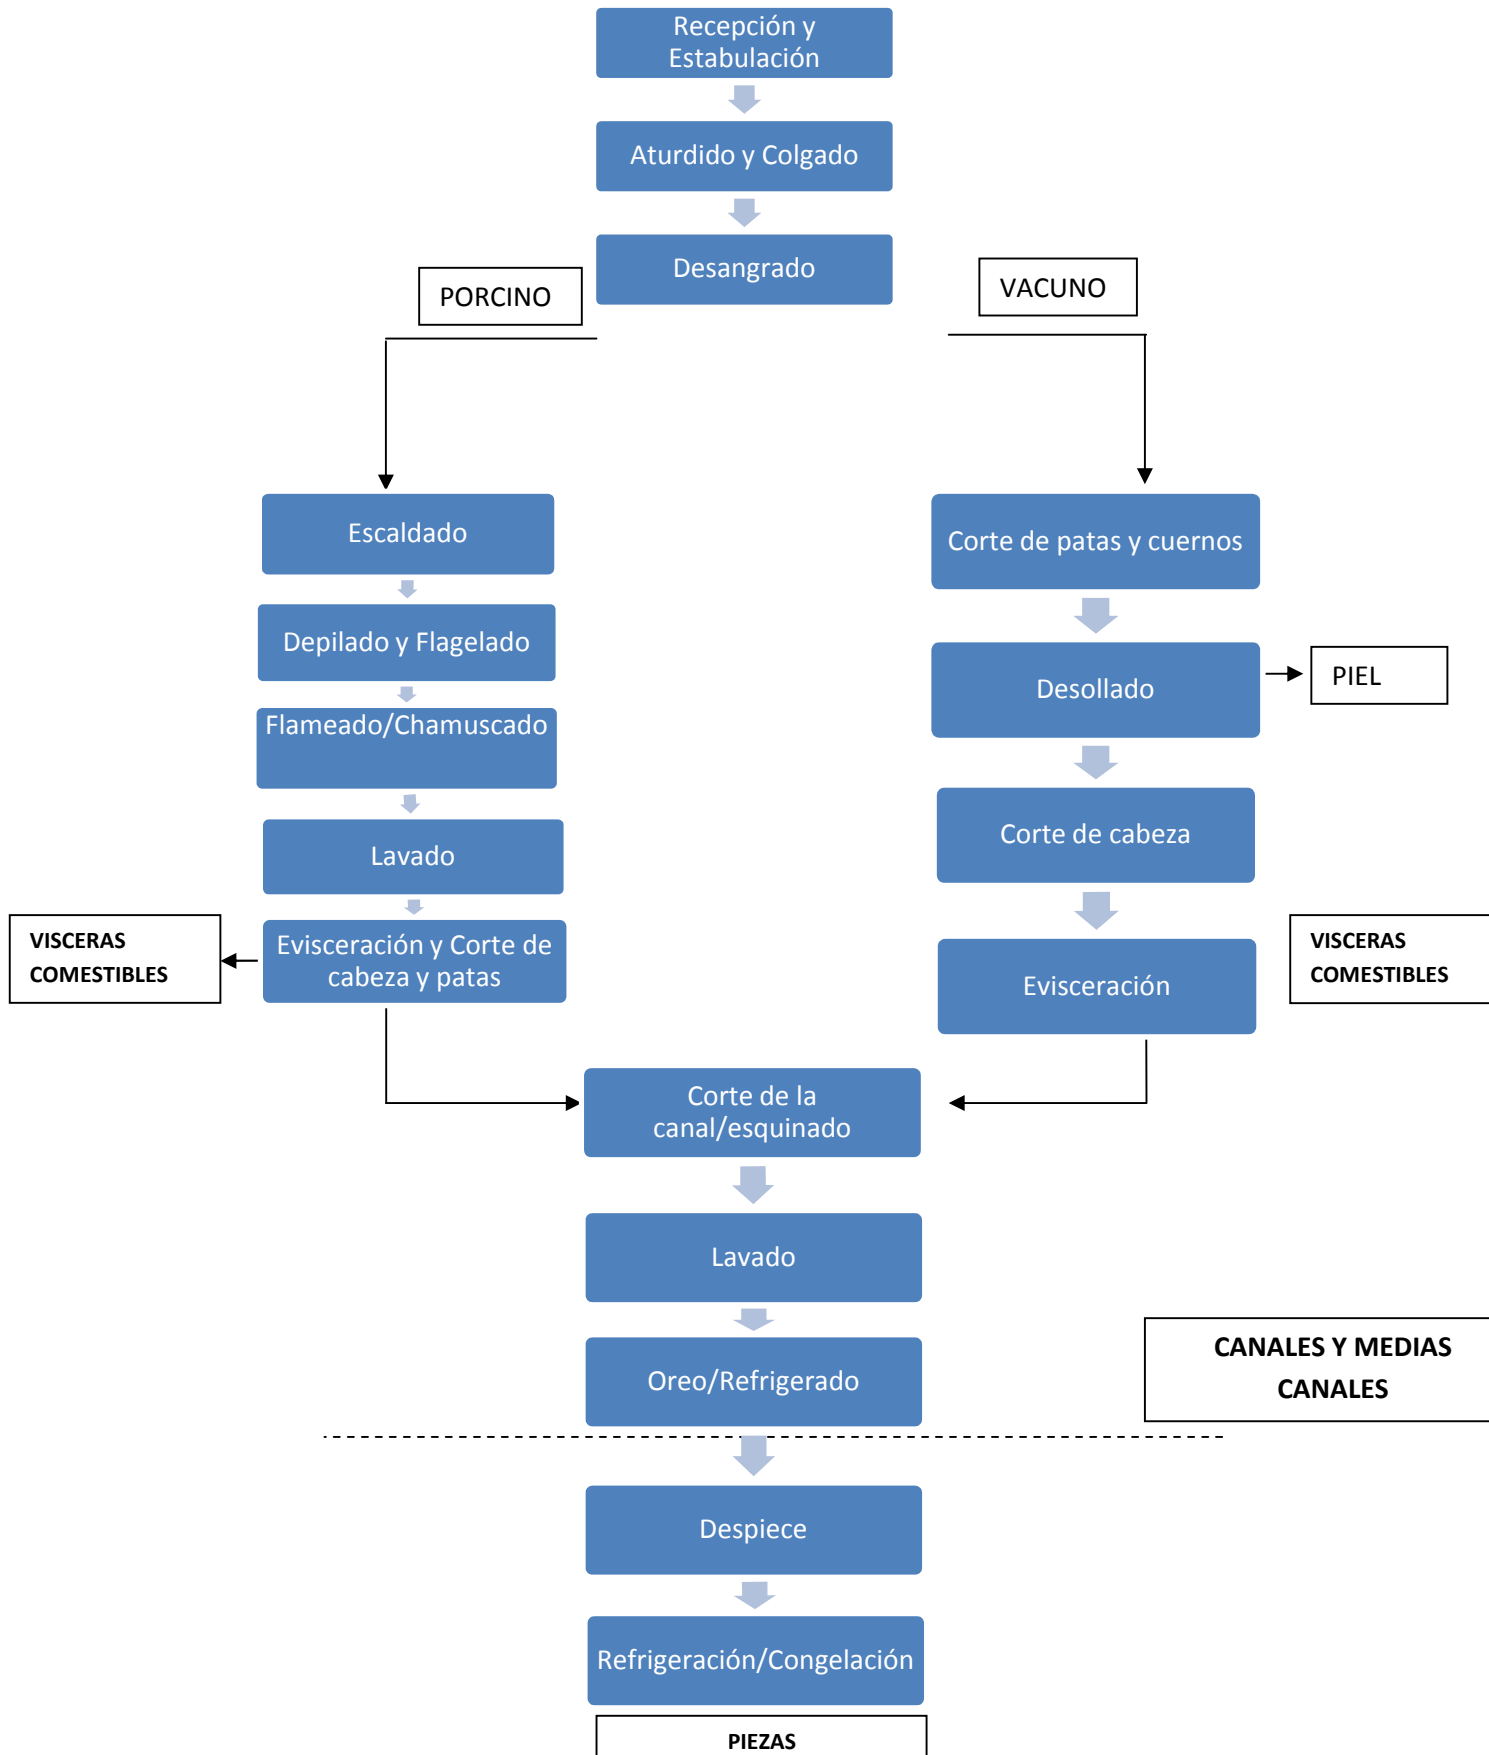 Recepción y
Estabulación
Aturdido y Colgado
Desangrado
PORCINO
VACUNO
Escaldado
Depilado y Flagelado
Flameado/Chamuscado
Lavado
Evisceración y Corte de
cabeza y patas
VISCERAS
COMESTIBLES
Corte de patas y cuernos
Desollado
PIEL
Corte de cabeza
Evisceración
VISCERAS
COMESTIBLES
Corte de la
canal/esquinado
Lavado
Oreo/Refrigerado
CANALES Y MEDIAS
CANALES
Despiece
Refrigeración/Congelación
PIEZAS